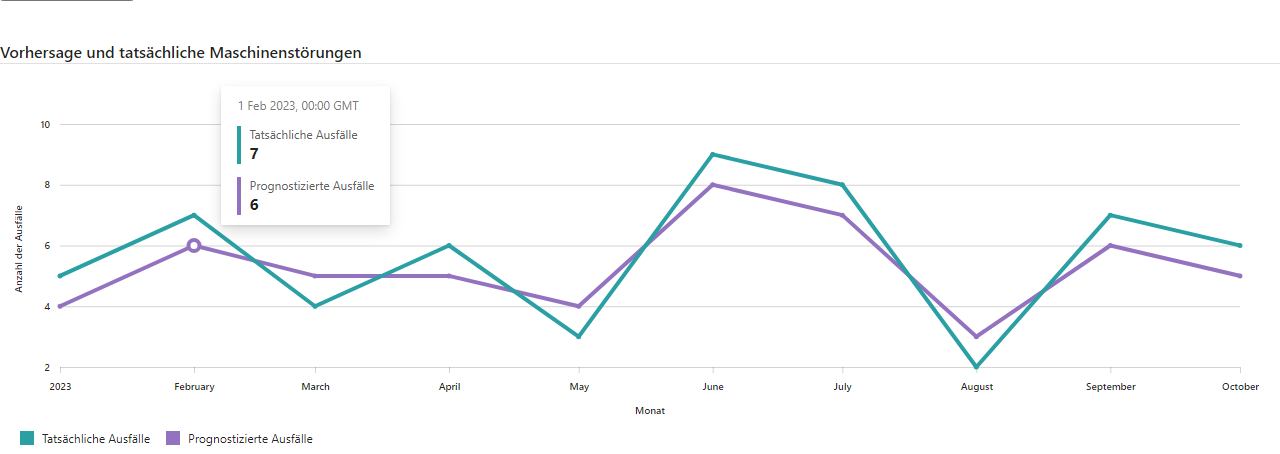 Vorhersage und tatsächliche Maschinenstörungen
1 Feb 2023, 00:00 GMT
Tatsächliche Ausfälle
7
Prognostizierte Ausfälle
6
Anzahl der Ausfälle
10
8
6
4
2
2023 February March April May June July August September October
Monat
Tatsächliche Ausfälle Prognostizierte Ausfälle